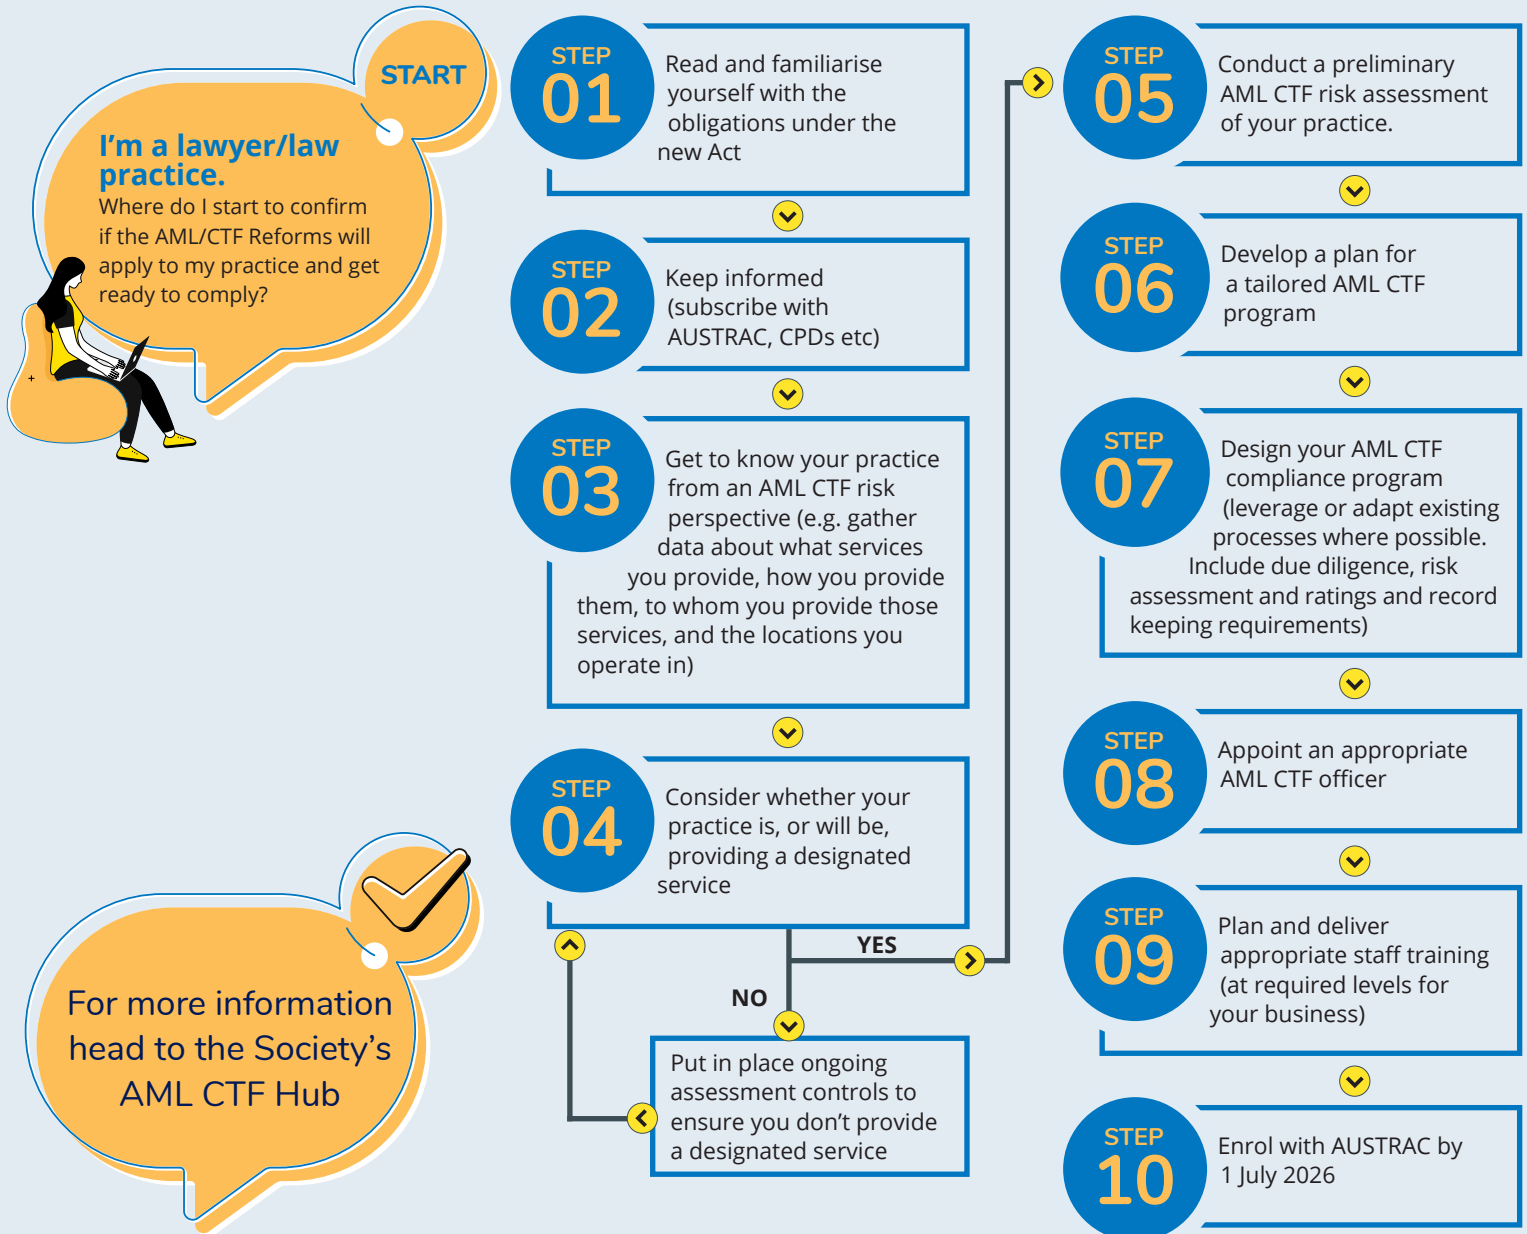 START
I'm a lawyer/law
practice.
Where do I start to confirm
if the AML/CTF Reforms will
apply to my practice and get
ready to comply?
STEP
01
Read and familiarise
yourself with the
obligations under the
new Act
STEP
02
Keep informed
(subscribe with
AUSTRAC, CPDs etc)
STEP
03
Get to know your practice
from an AML CTF risk
perspective (e.g. gather
data about what services
you provide, how you provide
them, to whom you provide those
services, and the locations you
operate in)
STEP
04
Consider whether your
practice is, or will be,
providing a designated
service
YES
NO
Put in place ongoing
assessment controls to
ensure you don't provide
a designated service
STEP
05
Conduct a preliminary
AML CTF risk assessment
of your practice.
STEP
06
Develop a plan for
a tailored AML CTF
program
STEP
07
Design your AML CTF
compliance program
(leverage or adapt existing
processes where possible.
Include due diligence, risk
assessment and ratings and record
keeping requirements)
STEP
08
Appoint an appropriate
AML CTF officer
STEP
09
Plan and deliver
appropriate staff training
(at required levels for
your business)
STEP
10
Enrol with AUSTRAC by
1 July 2026
For more information
head to the Society's
AML CTF Hub